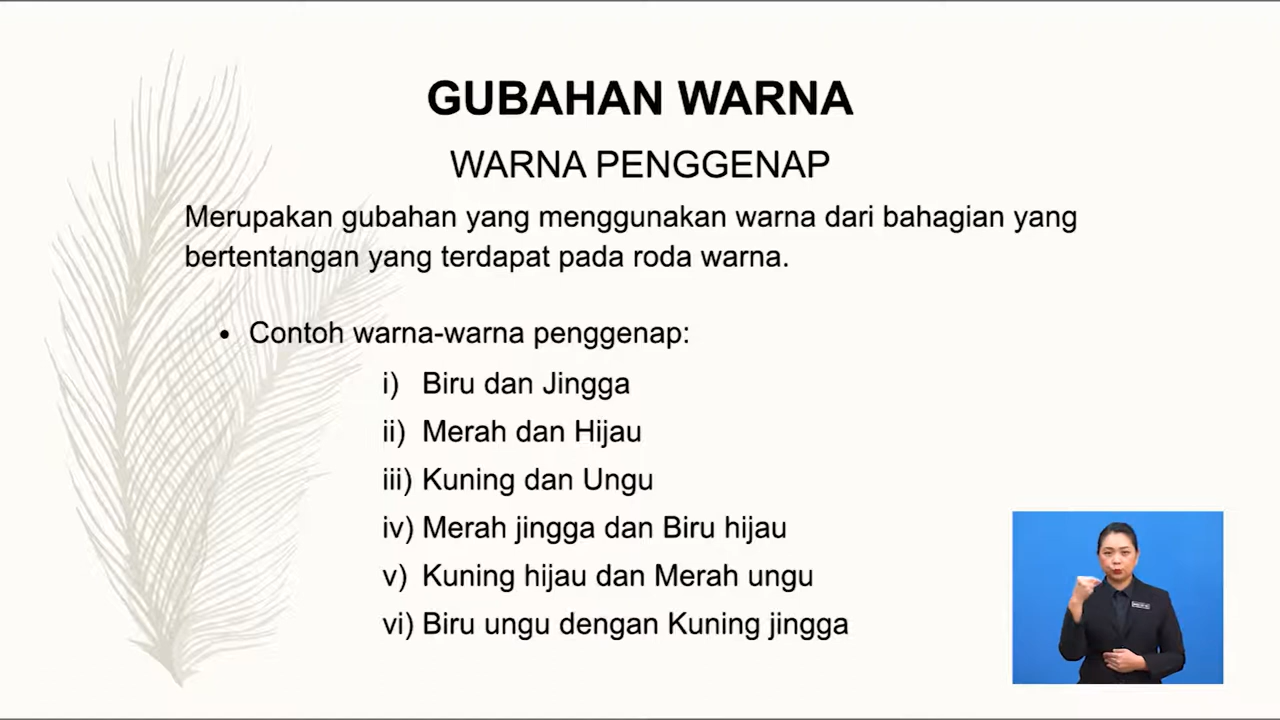 GUBAHAN WARNA
WARNA PENGGENAP
Merupakan gubahan yang menggunakan warna dari bahagian yang
bertentangan yang terdapat pada roda warna.
• Contoh warna-warna penggenap:
i) Biru dan Jingga
ii) Merah dan Hijau
iii) Kuning dan Ungu
iv) Merah jingga dan Biru hijau
v) Kuning hijau dan Merah ungu
vi) Biru ungu dengan Kuning jingga